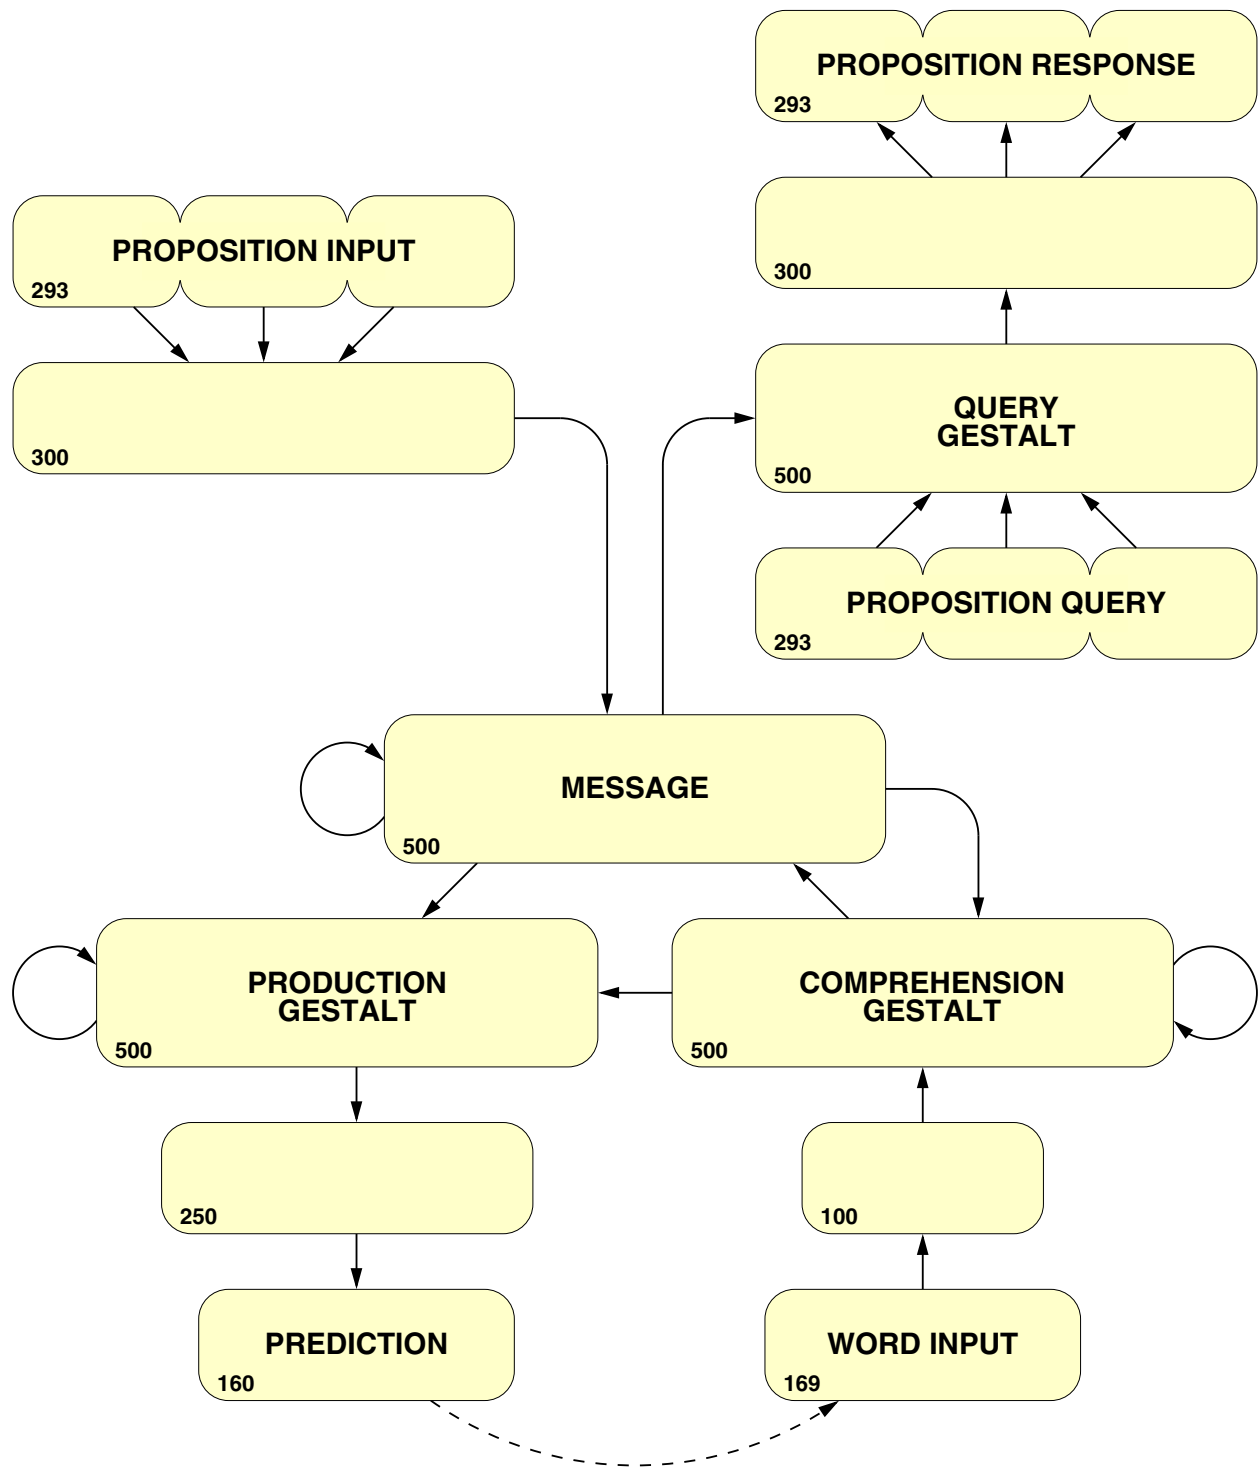 PROPOSITION RESPONSE
293
300
PROPOSITION INPUT
293
300
QUERY
GESTALT
500
PROPOSITION QUERY
293
MESSAGE
500
PRODUCTION
GESTALT
500
COMPREHENSION
GESTALT
500
250
100
PREDICTION
160
WORD INPUT
169